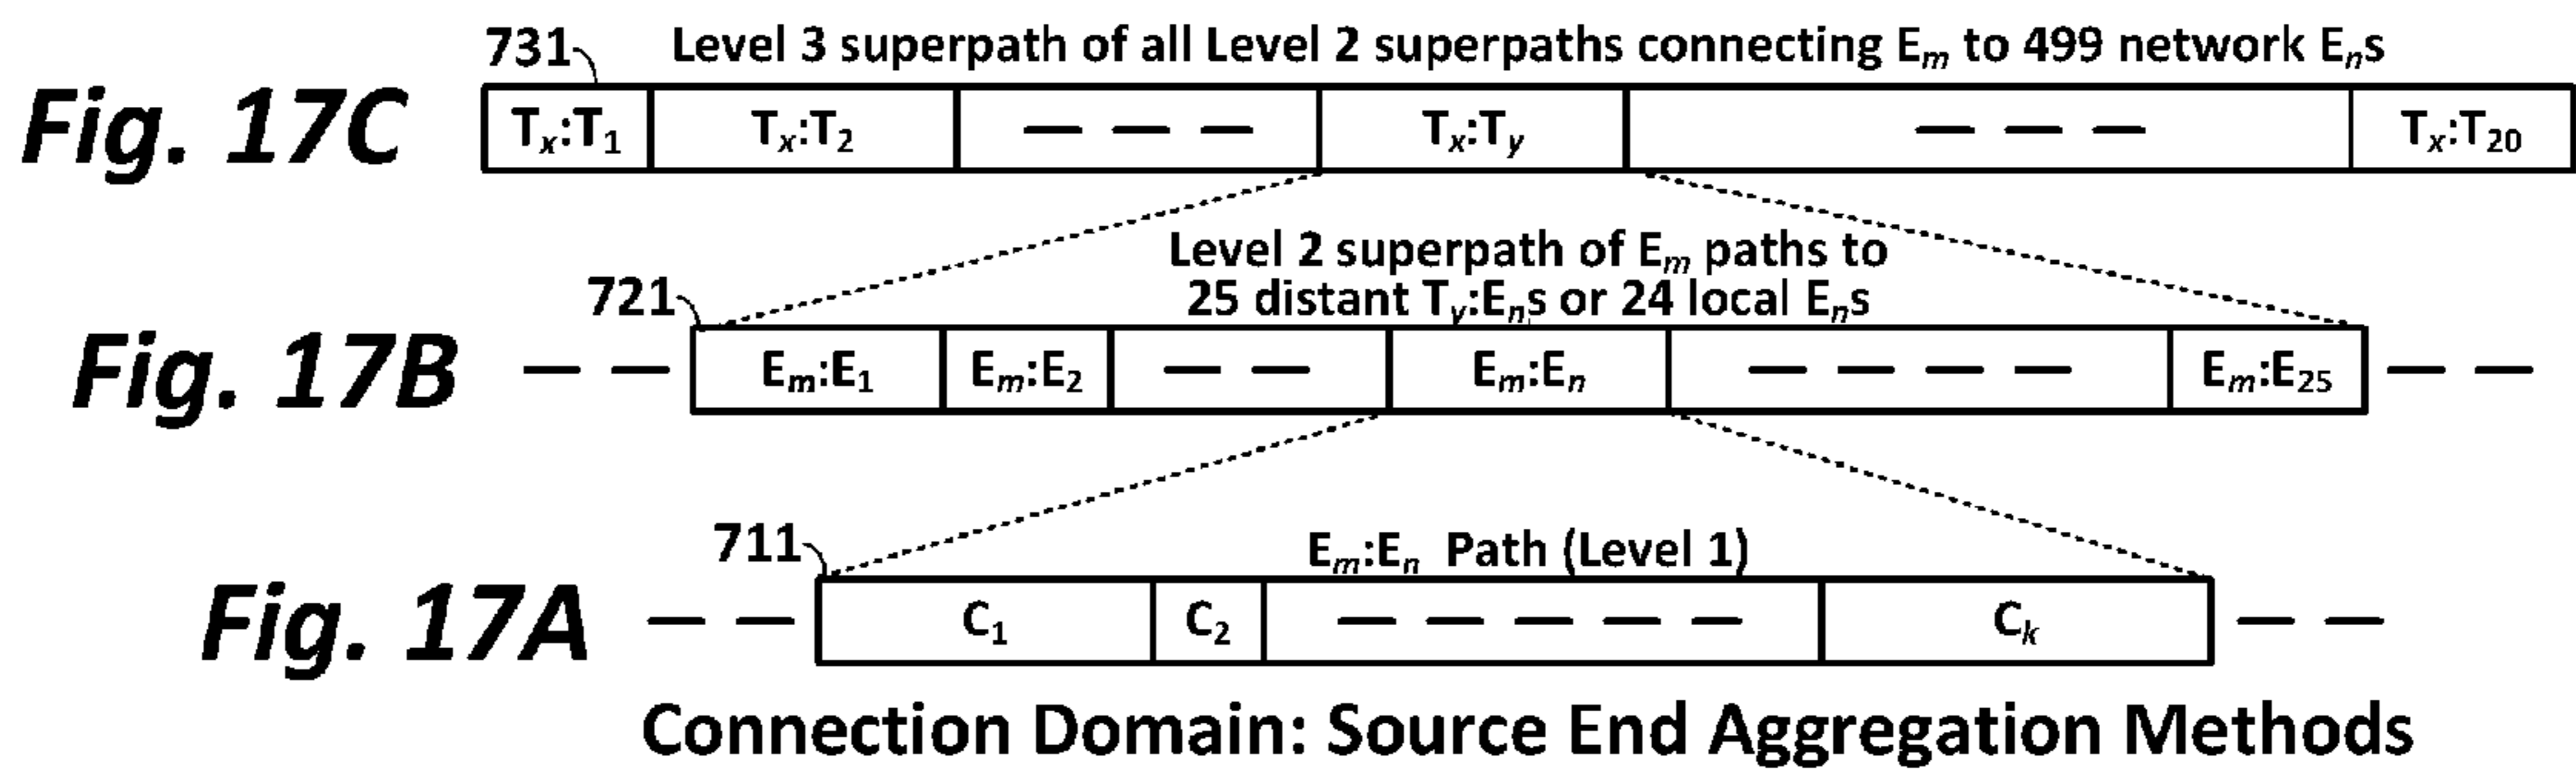 731 Level 3 superpath of all Level 2 superpaths connecting Eₘ to 499 network Eₙs
Fig. 17C Tₓ:T₁ Tₓ:T₂ — — — Tₓ:Tᵧ — — — Tₓ:T₂₀
Level 2 superpath of Eₘ paths to
721 25 distant Tᵧ:Eₙs or 24 local Eₙs
Fig. 17B — — Eₘ:E₁ Eₘ:E₂ — — Eₘ:Eₙ — — — — Eₘ:E₂₅ — —
711 Eₘ:Eₙ Path (Level 1)
Fig. 17A — — C₁ C₂ — — — — — Cₖ — —
Connection Domain: Source End Aggregation Methods